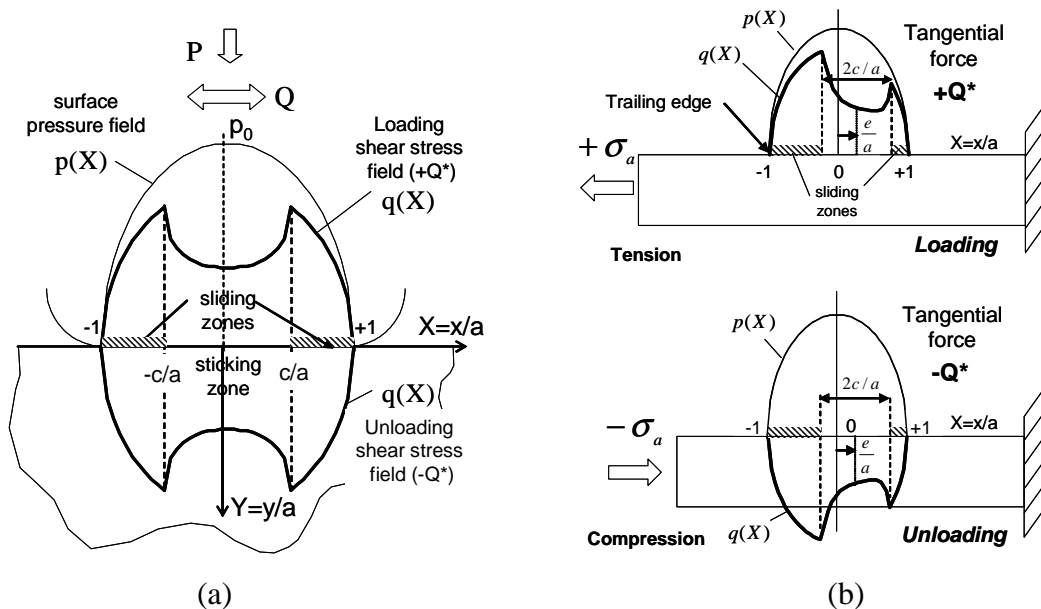 P
Q
surface
pressure field
p(X)
p₀
Loading
shear stress
field (+Q*)
q(X)
sliding
zones
-1
+1
X=x/a
sticking
zone
-c/a
c/a
q(X)
Unloading
shear stress
field (-Q*)
Y=y/a
(a)
p(X)
q(X)
2c/a
Tangential
force
+Q*
Trailing edge
e/a
X=x/a
+σₐ
-1
0
+1
sliding
zones
Tension
Loading
p(X)
Tangential
force
-Q*
2c/a
-σₐ
-1
0
+1
X=x/a
e/a
Compression
q(X)
Unloading
(b)